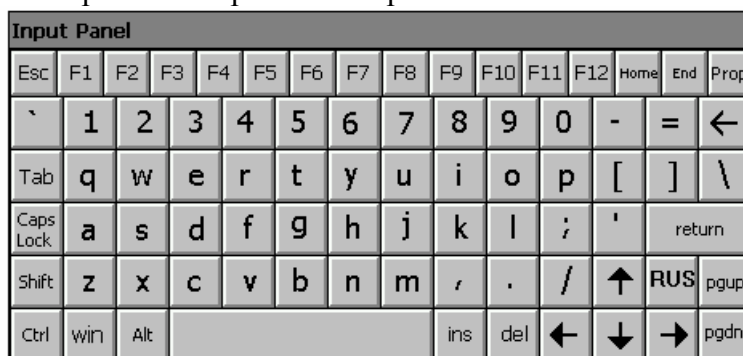 Input Panel
Esc F1 F2 F3 F4 F5 F6 F7 F8 F9 F10 F11 F12 Home End Prop
` 1 2 3 4 5 6 7 8 9 0 - = ←
Tab q w e r t y u i o p [ ] \
Caps Lock a s d f g h j k l ; ' return
Shift z x c v b n m , . / ↑ RUS pgup
Ctrl win Alt ins del ← ↓ → pgdn